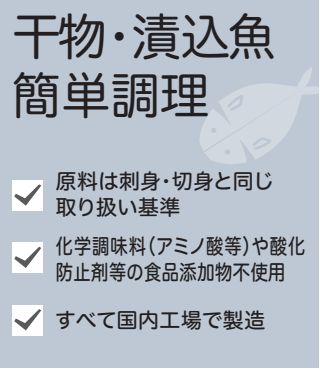 干物・漬込魚
簡単調理
原料は刺身・切身と同じ
取り扱い基準
化学調味料(アミノ酸等)や酸化
防止剤等の食品添加物不使用
すべて国内工場で製造